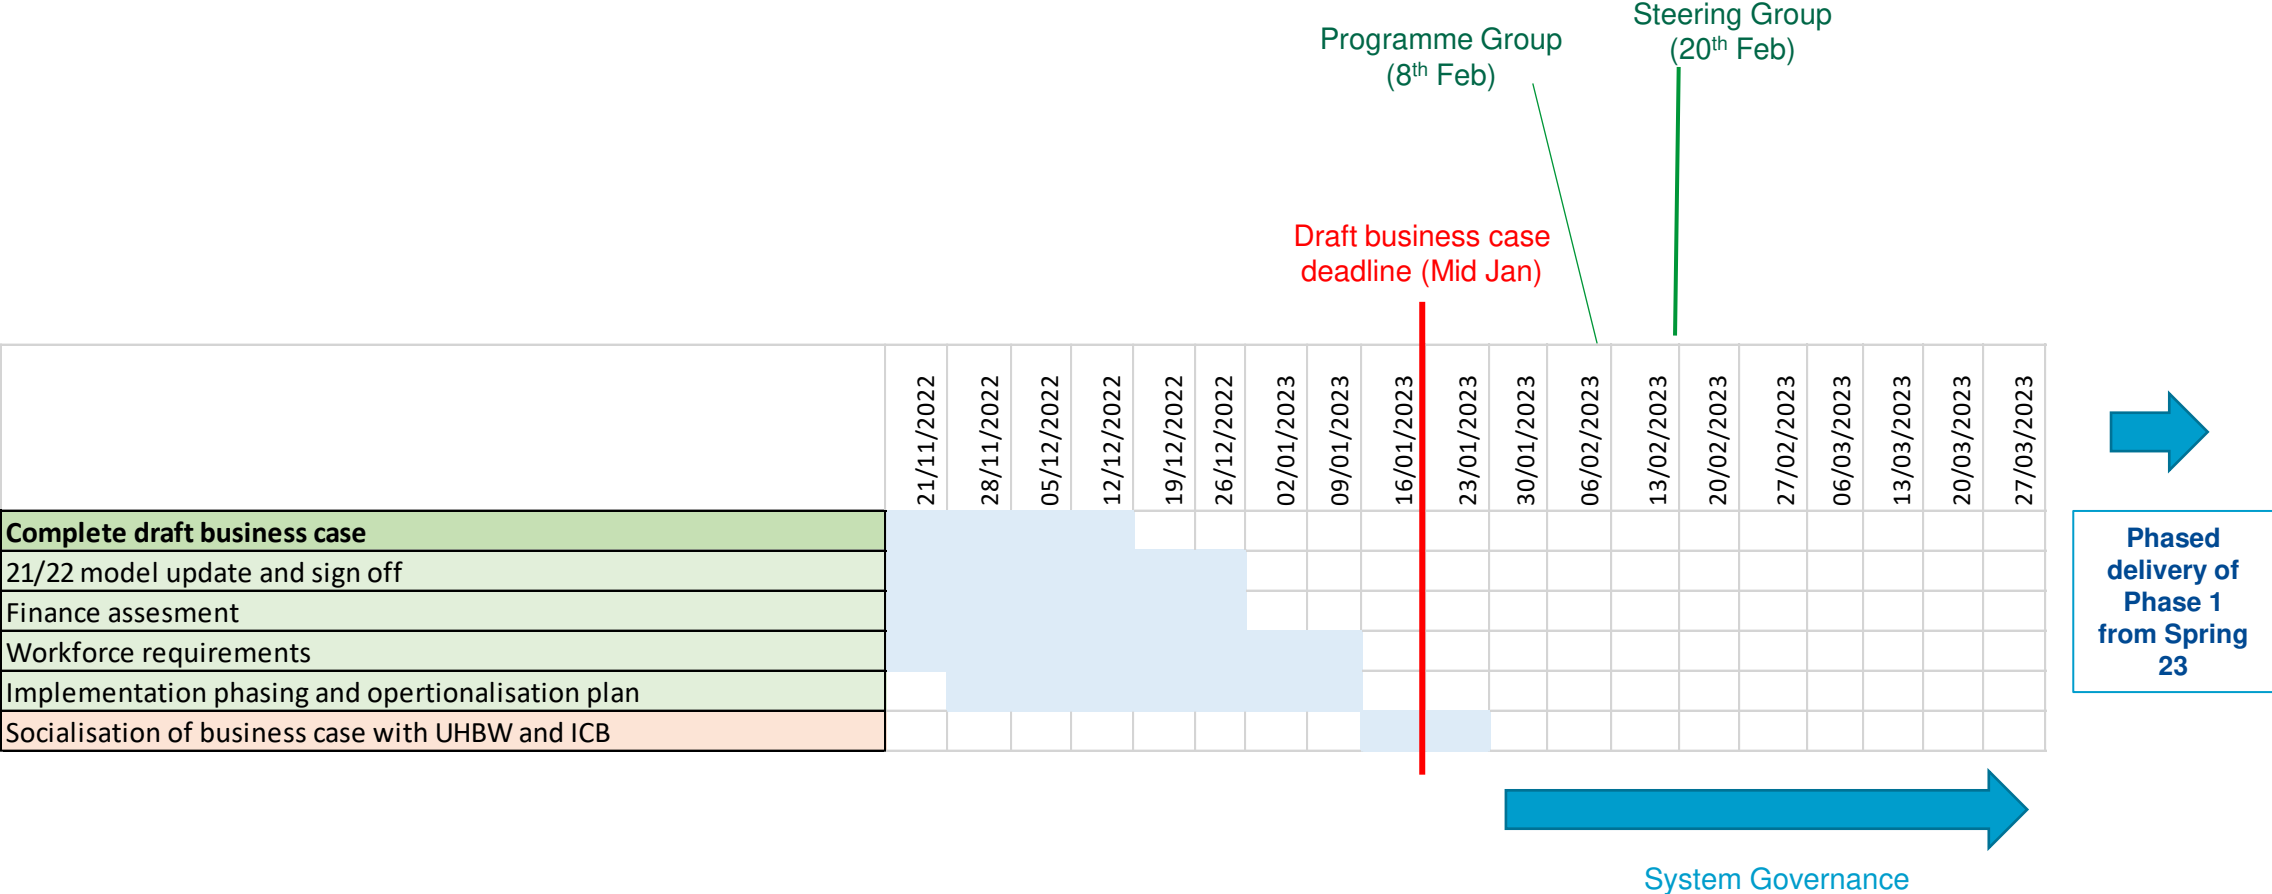 Steering Group
(20th Feb)
Programme Group
(8th Feb)
Draft business case
deadline (Mid Jan)
21/11/2022
28/11/2022
05/12/2022
12/12/2022
19/12/2022
26/12/2022
02/01/2023
09/01/2023
16/01/2023
23/01/2023
30/01/2023
06/02/2023
13/02/2023
20/02/2023
27/02/2023
06/03/2023
13/03/2023
20/03/2023
27/03/2023
Complete draft business case
21/22 model update and sign off
Finance assesment
Workforce requirements
Implementation phasing and opertionalisation plan
Socialisation of business case with UHBW and ICB
Phased
delivery of
Phase 1
from Spring
23
System Governance